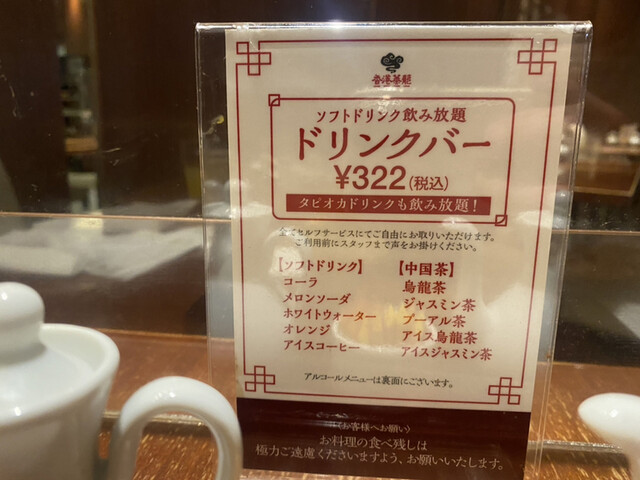 香港茶樓
ソフトドリンク飲み放題
ドリンクバー
¥322(税込)
タピオカドリンクも飲み放題!
セルフサービスにてご自由にお取りいただけます。
ご利用前にスタッフまで声をお掛けください。
【ソフトドリンク】
コーラ
メロンソーダ
ホワイトウォーター
オレンジ
アイスコーヒー
【中国茶】
烏龍茶
ジャスミン茶
プーアル茶
アイス烏龍茶
アイスジャスミン茶
アルコールメニューは裏面にございます。
〈お客様へお願い〉
お料理の食べ残しは
極力ご遠慮くださいますよう、お願いいたします。